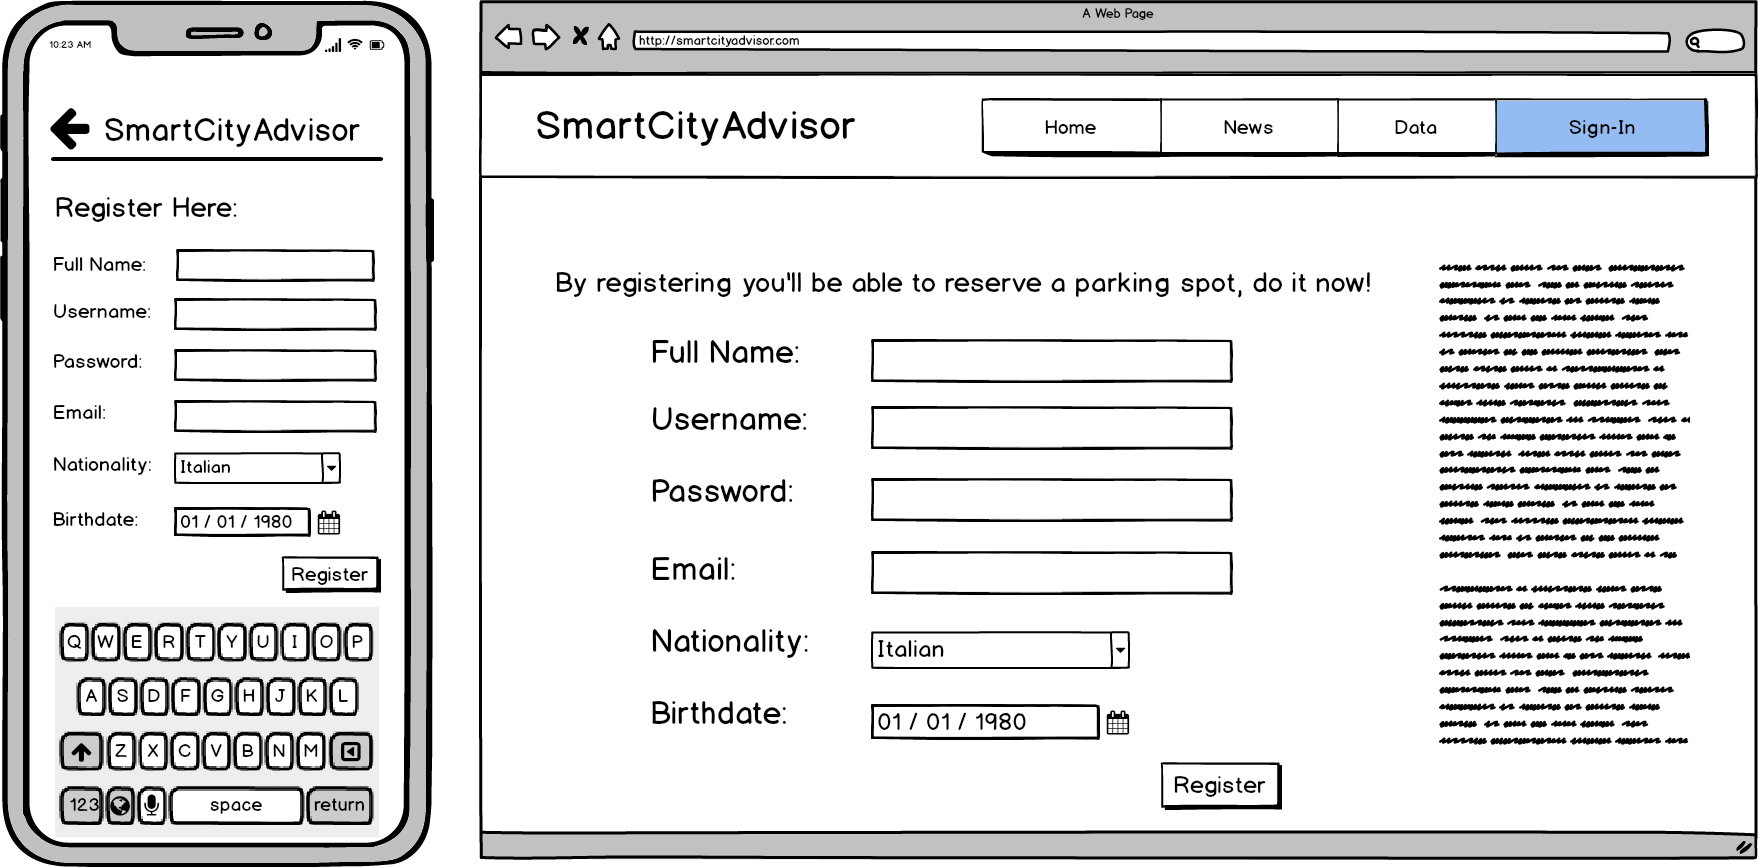 10:23 AM
SmartCityAdvisor
Register Here:
Full Name:
Username:
Password:
Email:
Nationality: Italian
Birthdate: 01 / 01 / 1980
Register
Q W E R T Y U I O P
A S D F G H J K L
Z X C V B N M
123 space return
A Web Page
http://smartcityadvisor.com
SmartCityAdvisor
Home News Data Sign-In
By registering you'll be able to reserve a parking spot, do it now!
Full Name:
Username:
Password:
Email:
Nationality: Italian
Birthdate: 01 / 01 / 1980
Register